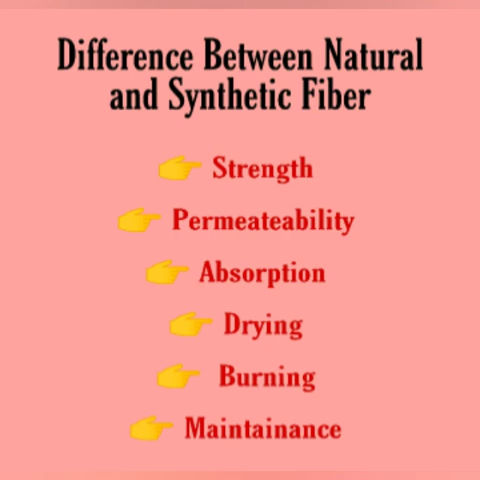 Difference Between Natural
and Synthetic Fiber
Strength
Permeateability
Absorption
Drying
Burning
Maintainance